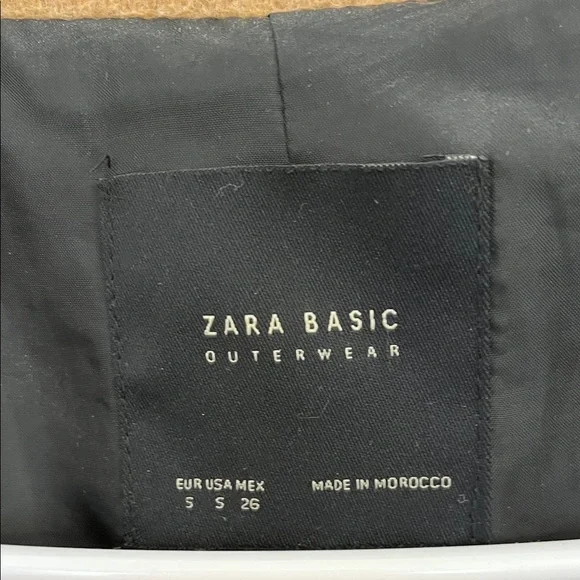 ZARA BASIC
OUTERWEAR
EUR USA MEX MADE IN MOROCCO
S S 26